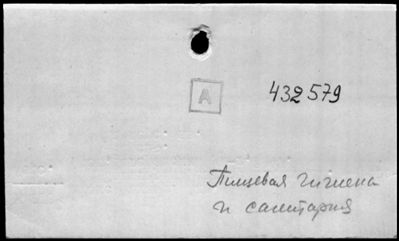 А 432579
Пищевая гигиена
и санитария